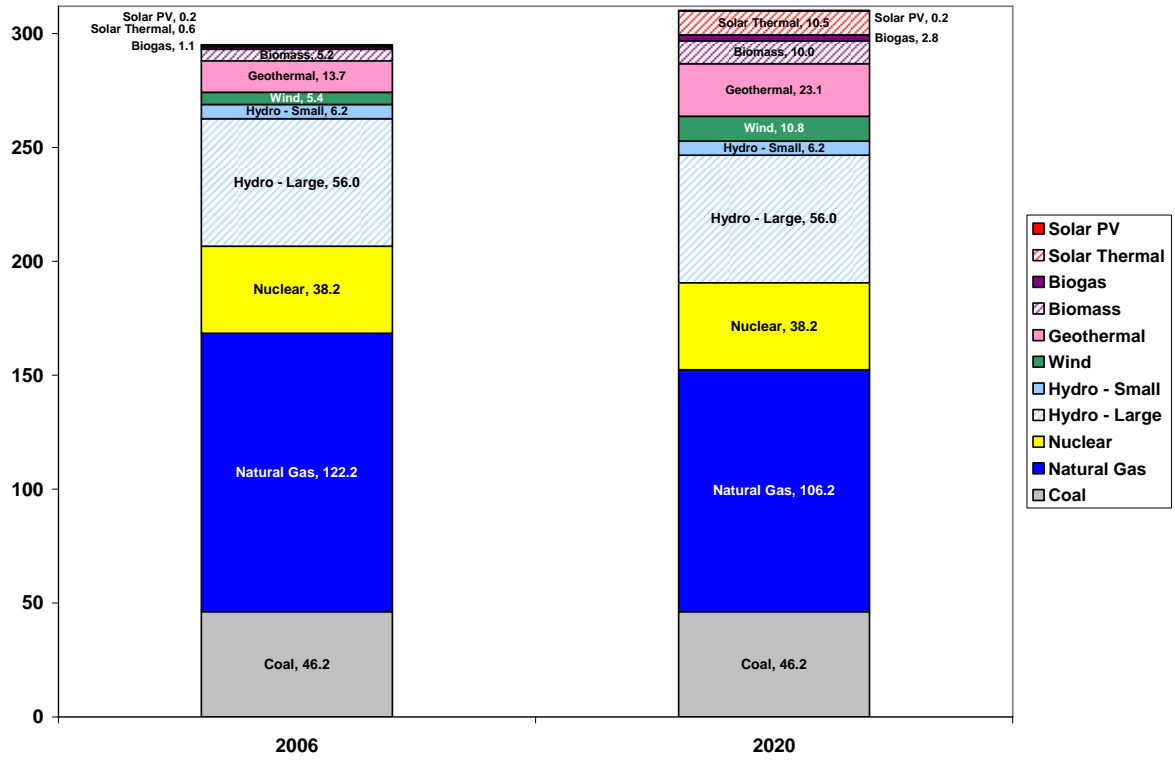 300
250
200
150
100
50
0
Solar PV, 0.2
Solar Thermal, 0.6
Biogas, 1.1
Biomass, 5.2
Geothermal, 13.7
Wind, 5.4
Hydro - Small, 6.2
Hydro - Large, 56.0
Nuclear, 38.2
Natural Gas, 122.2
Coal, 46.2
2006
Solar PV, 0.2
Solar Thermal, 10.5
Biogas, 2.8
Biomass, 10.0
Geothermal, 23.1
Wind, 10.8
Hydro - Small, 6.2
Hydro - Large, 56.0
Nuclear, 38.2
Natural Gas, 106.2
Coal, 46.2
2020
Solar PV
Solar Thermal
Biogas
Biomass
Geothermal
Wind
Hydro - Small
Hydro - Large
Nuclear
Natural Gas
Coal